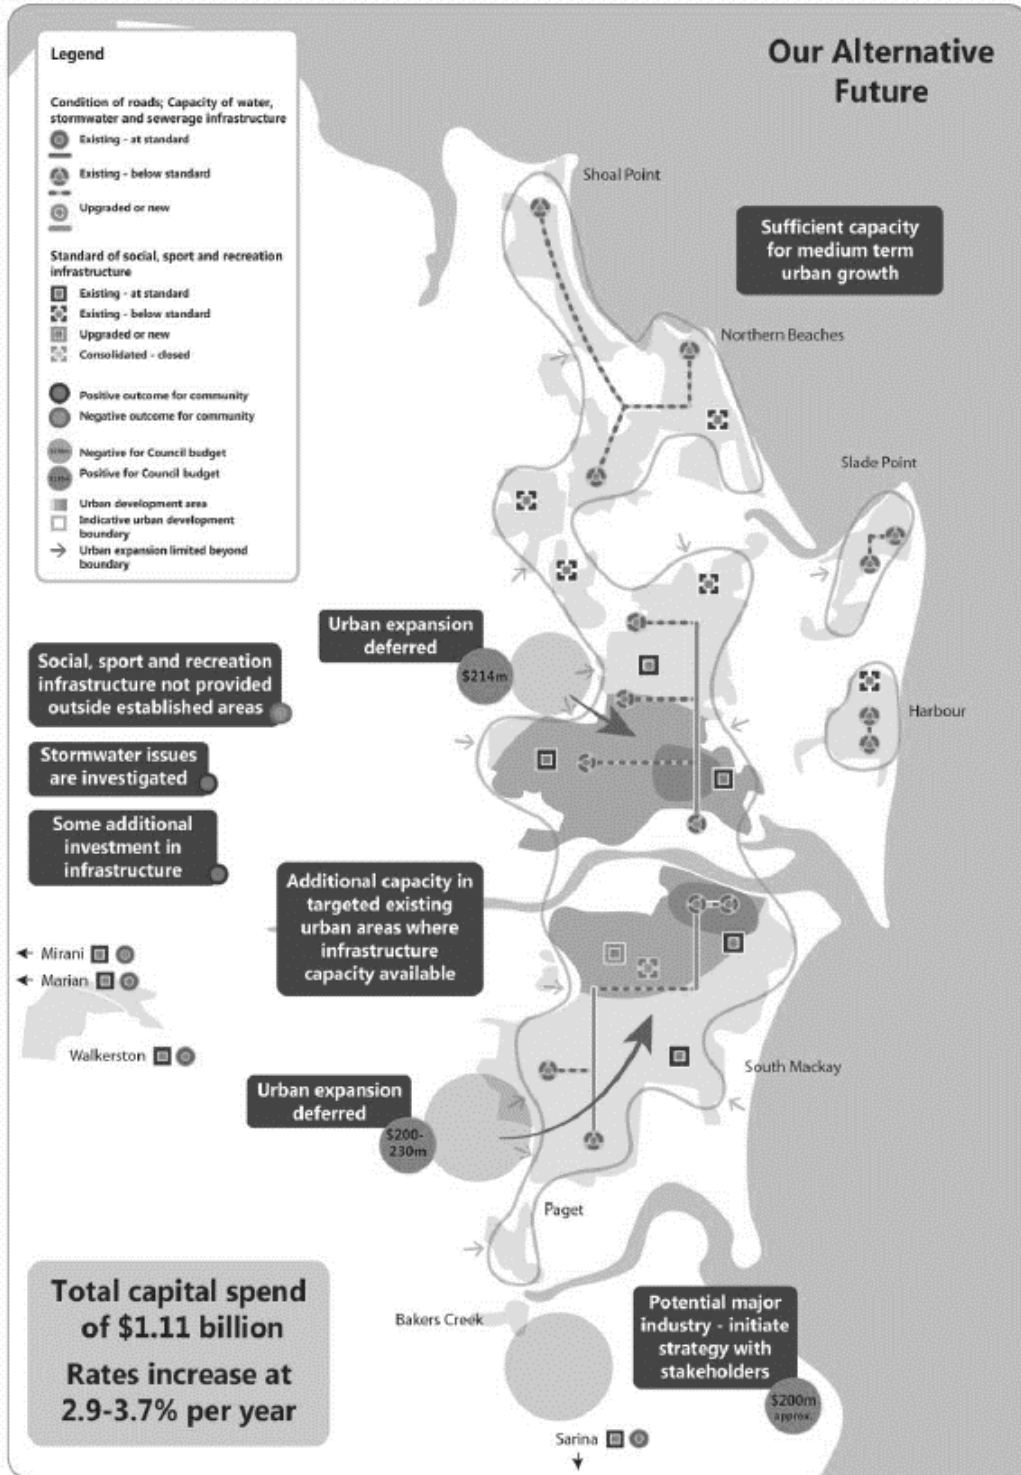 Our Alternative
Future
Legend
Condition of roads; Capacity of water,
stormwater and sewerage infrastructure
Existing - at standard
Existing - below standard
Upgraded or new
Standard of social, sport and recreation
infrastructure
Existing - at standard
Existing - below standard
Upgraded or new
Consolidated - closed
Positive outcome for community
Negative outcome for community
Negative for Council budget
Positive for Council budget
Urban development area
Indicative urban development
boundary
Urban expansion limited beyond
boundary
Shoal Point
Sufficient capacity
for medium term
urban growth
Northern Beaches
Slade Point
Urban expansion
deferred
$214m
Social, sport and recreation
infrastructure not provided
outside established areas
Harbour
Stormwater issues
are investigated
Some additional
investment in
infrastructure
Additional capacity in
targeted existing
urban areas where
infrastructure
capacity available
Mirani
Marian
Walkerston
South Mackay
Urban expansion
deferred
$200-
230m
Paget
Total capital spend
of $1.11 billion
Rates increase at
2.9-3.7% per year
Bakers Creek
Potential major
industry - initiate
strategy with
stakeholders
$200m
approx.
Sarina